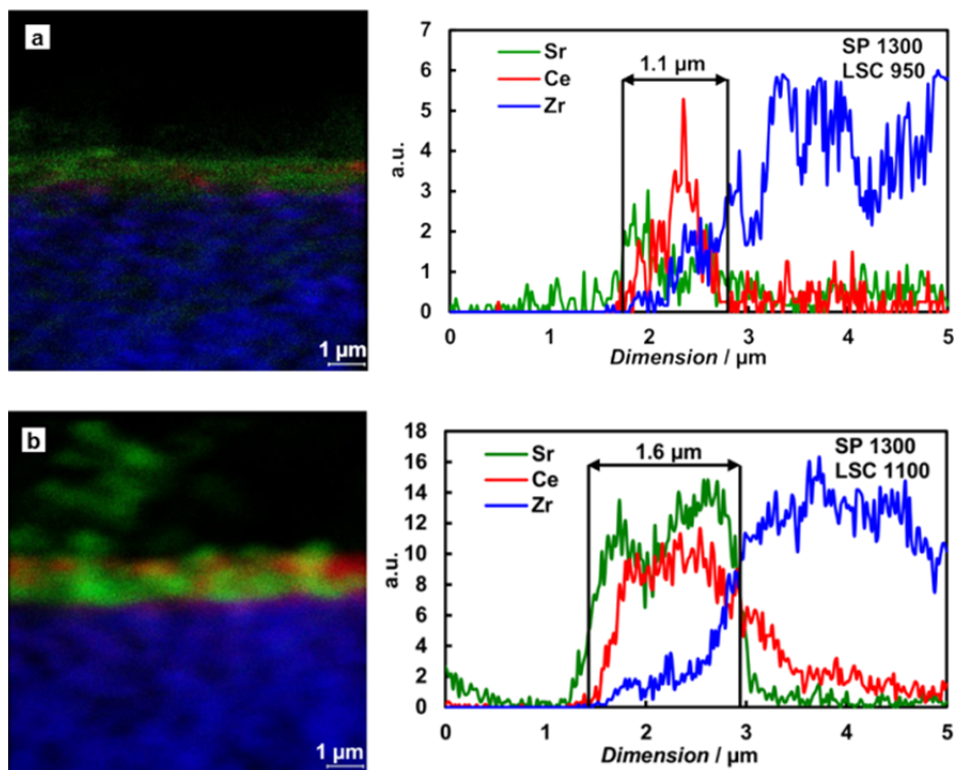 a
1 µm
7
6
5
4
3
2
1
0
a.u.
Sr
Ce
Zr
1.1 µm
SP 1300
LSC 950
0 1 2 3 4 5
Dimension / µm
b
1 µm
18
16
14
12
10
8
6
4
2
0
a.u.
Sr
Ce
Zr
1.6 µm
SP 1300
LSC 1100
0 1 2 3 4 5
Dimension / µm